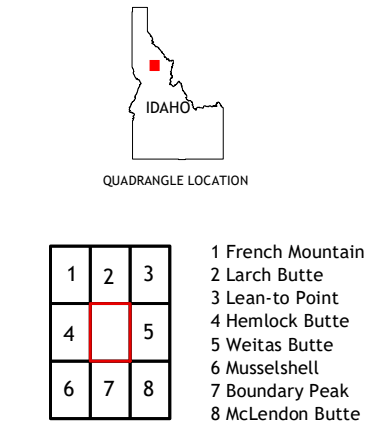 IDAHO
QUADRANGLE LOCATION
1 2 3
4 5
6 7 8
1 French Mountain
2 Larch Butte
3 Lean-to Point
4 Hemlock Butte
5 Weitas Butte
6 Musselshell
7 Boundary Peak
8 McLendon Butte